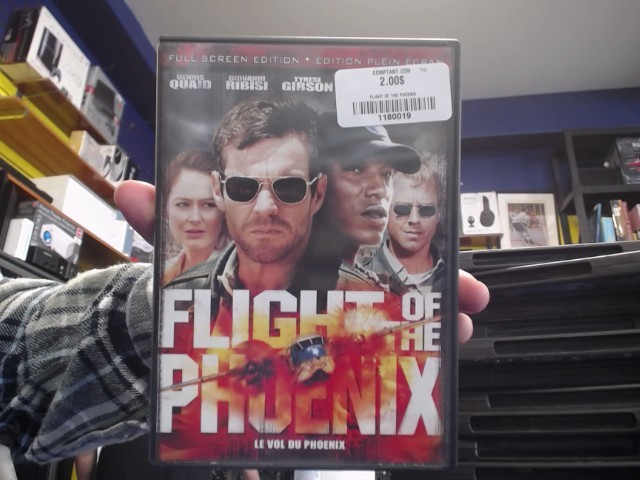 FULL SCREEN EDITION • EDITION PLEIN ECRAN
DENNIS QUAID
GIOVANNI RIBISI
TYRESE GIBSON
COMPTANT.COM
2.00$
FLIGHT OF THE PHOENIX
1180019
FLIGHT OF
THE
PHOENIX
LE VOL DU PHOENIX